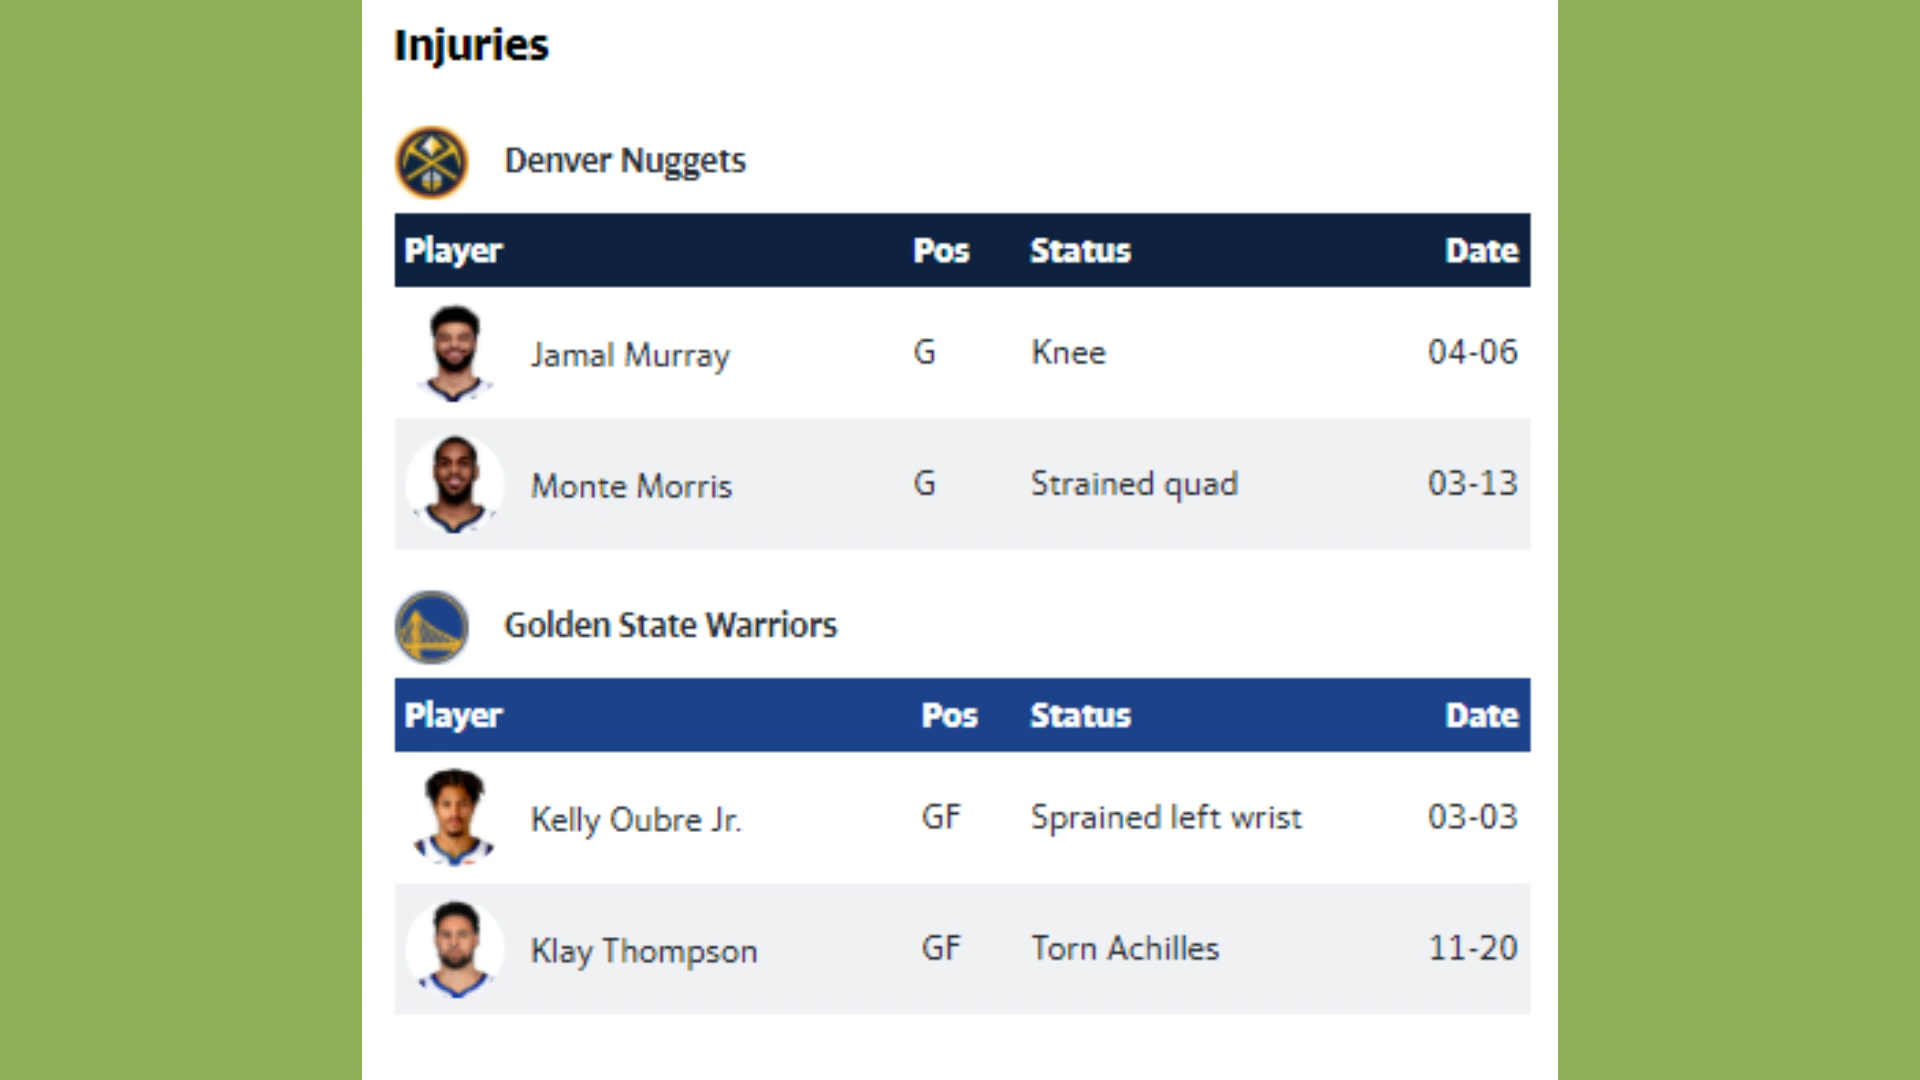 Injuries
Denver Nuggets
Player Pos Status Date
Jamal Murray G Knee 04-06
Monte Morris G Strained quad 03-13
Golden State Warriors
Player Pos Status Date
Kelly Oubre Jr. GF Sprained left wrist 03-03
Klay Thompson GF Torn Achilles 11-20